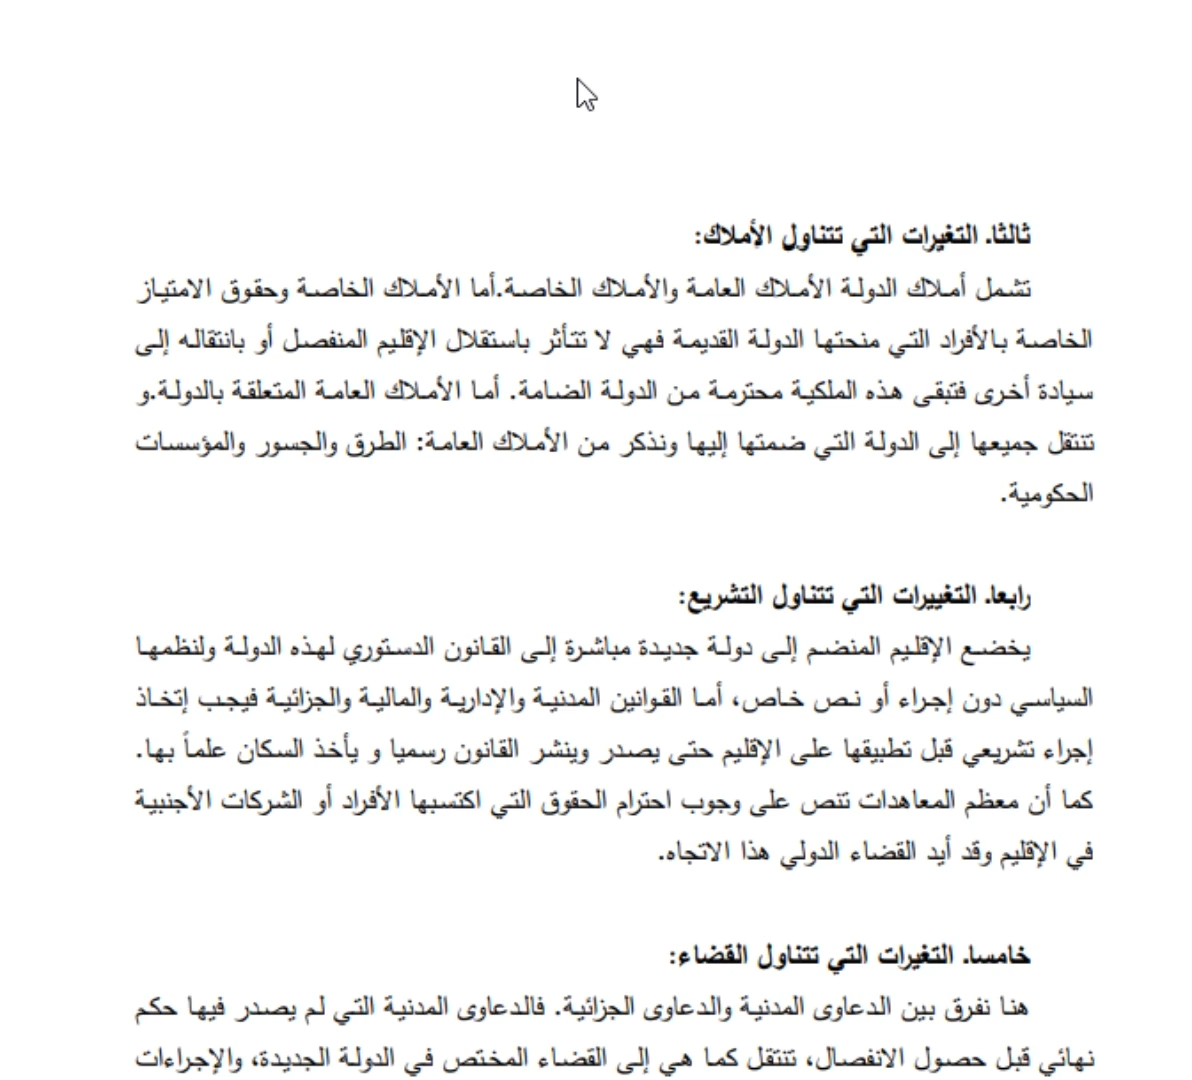 ثالثا. التغيرات التي تتناول الأملاك:
تشمل أملاك الدولة الأملاك العامة والأملاك الخاصة.أما الأملاك الخاصة وحقوق الامتياز
الخاصة بالأفراد التي منحتها الدولة القديمة فهي لا تتأثر باستقلال الإقليم المنفصل أو بانتقاله إلى
سيادة أخرى فتبقى هذه الملكية محترمة من الدولة الضامة. أما الأملاك العامة المتعلقة بالدولة.و
تنتقل جميعها إلى الدولة التي ضمتها إليها ونذكر من الأملاك العامة: الطرق والجسور والمؤسسات
الحكومية.
رابعا. التغييرات التي تتناول التشريع:
يخضع الإقليم المنضم إلى دولة جديدة مباشرة إلى القانون الدستوري لهذه الدولة ولنظمها
السياسي دون إجراء أو نص خاص، أما القوانين المدنية والإدارية والمالية والجزائية فيجب إتخاذ
إجراء تشريعي قبل تطبيقها على الإقليم حتى يصدر وينشر القانون رسميا و يأخذ السكان علماً بها.
كما أن معظم المعاهدات تنص على وجوب احترام الحقوق التي اكتسبها الأفراد أو الشركات الأجنبية
في الإقليم وقد أيد القضاء الدولي هذا الاتجاه.
خامسا. التغيرات التي تتناول القضاء:
هنا نفرق بين الدعاوى المدنية والدعاوى الجزائية. فالدعاوى المدنية التي لم يصدر فيها حكم
نهائي قبل حصول الانفصال، تنتقل كما هي إلى القضاء المختص في الدولة الجديدة، والإجراءات